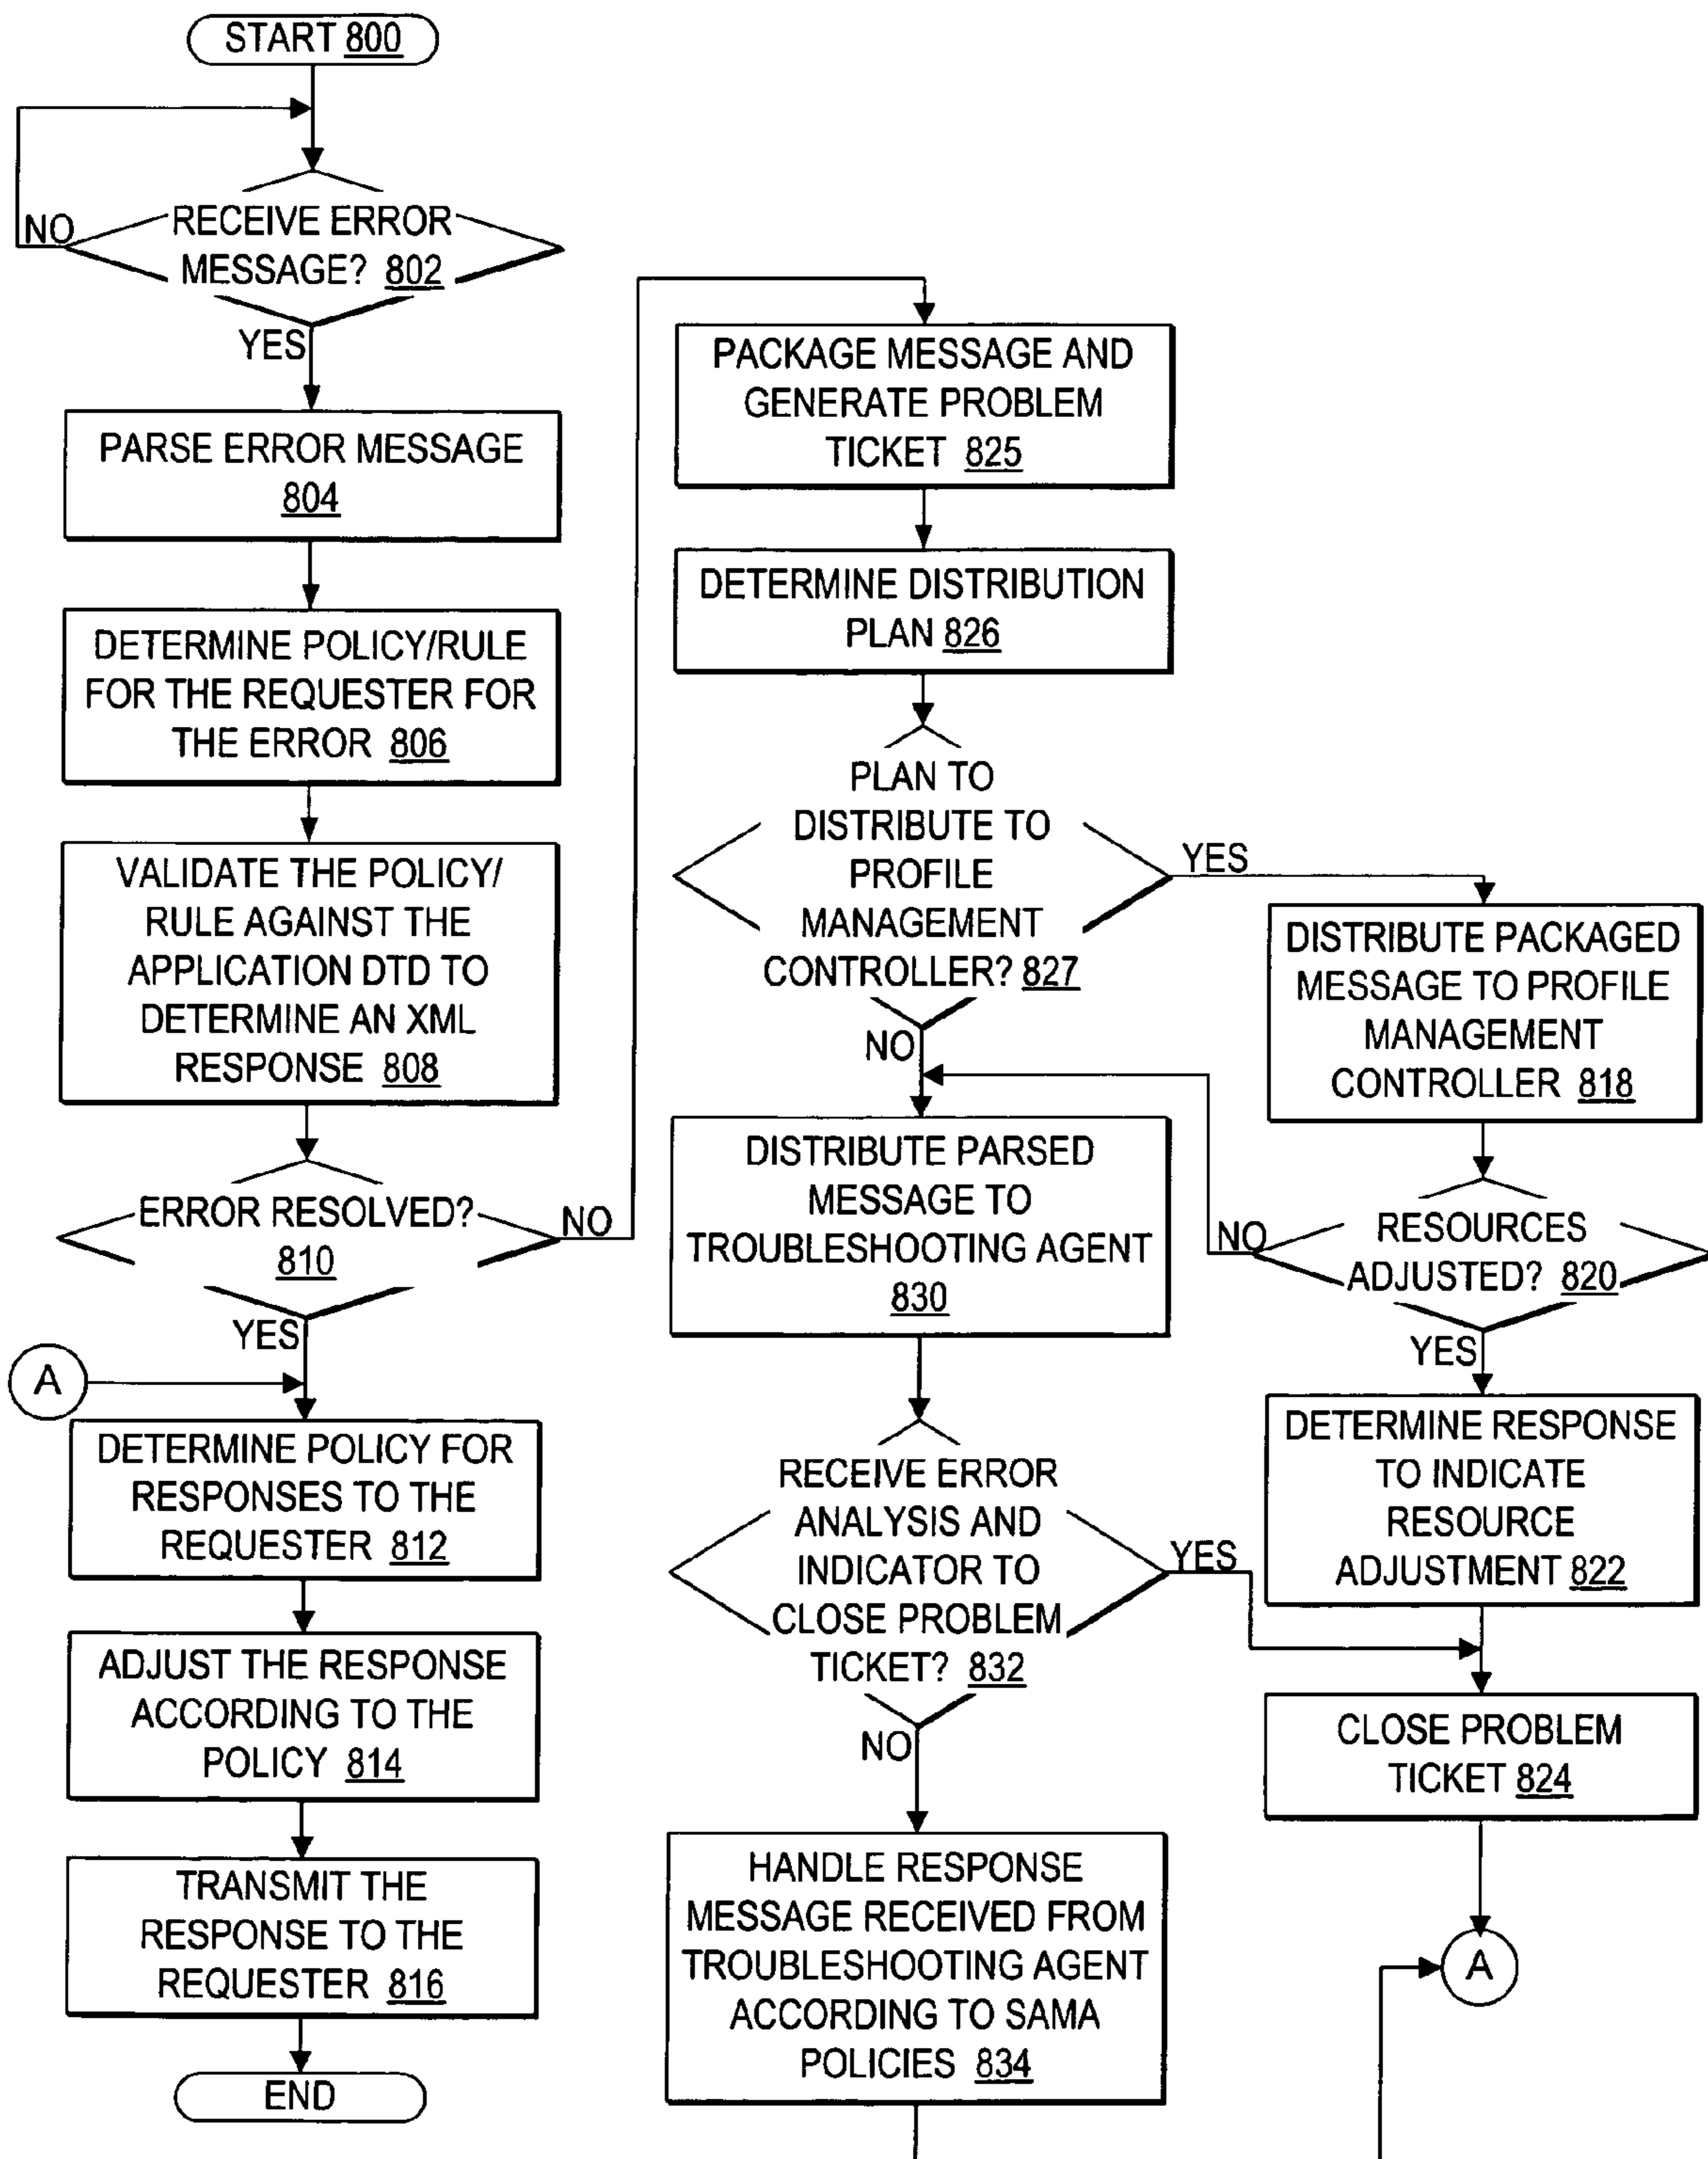 START 800
RECEIVE ERROR
MESSAGE? 802
NO
YES
PARSE ERROR MESSAGE
804
DETERMINE POLICY/RULE
FOR THE REQUESTER FOR
THE ERROR 806
VALIDATE THE POLICY/
RULE AGAINST THE
APPLICATION DTD TO
DETERMINE AN XML
RESPONSE 808
ERROR RESOLVED?
810
NO
YES
A
DETERMINE POLICY FOR
RESPONSES TO THE
REQUESTER 812
ADJUST THE RESPONSE
ACCORDING TO THE
POLICY 814
TRANSMIT THE
RESPONSE TO THE
REQUESTER 816
END
PACKAGE MESSAGE AND
GENERATE PROBLEM
TICKET 825
DETERMINE DISTRIBUTION
PLAN 826
PLAN TO
DISTRIBUTE TO
PROFILE
MANAGEMENT
CONTROLLER? 827
YES
NO
DISTRIBUTE PARSED
MESSAGE TO
TROUBLESHOOTING AGENT
830
RECEIVE ERROR
ANALYSIS AND
INDICATOR TO
CLOSE PROBLEM
TICKET? 832
YES
NO
HANDLE RESPONSE
MESSAGE RECEIVED FROM
TROUBLESHOOTING AGENT
ACCORDING TO SAMA
POLICIES 834
DISTRIBUTE PACKAGED
MESSAGE TO PROFILE
MANAGEMENT
CONTROLLER 818
RESOURCES
ADJUSTED? 820
NO
YES
DETERMINE RESPONSE
TO INDICATE
RESOURCE
ADJUSTMENT 822
CLOSE PROBLEM
TICKET 824
A